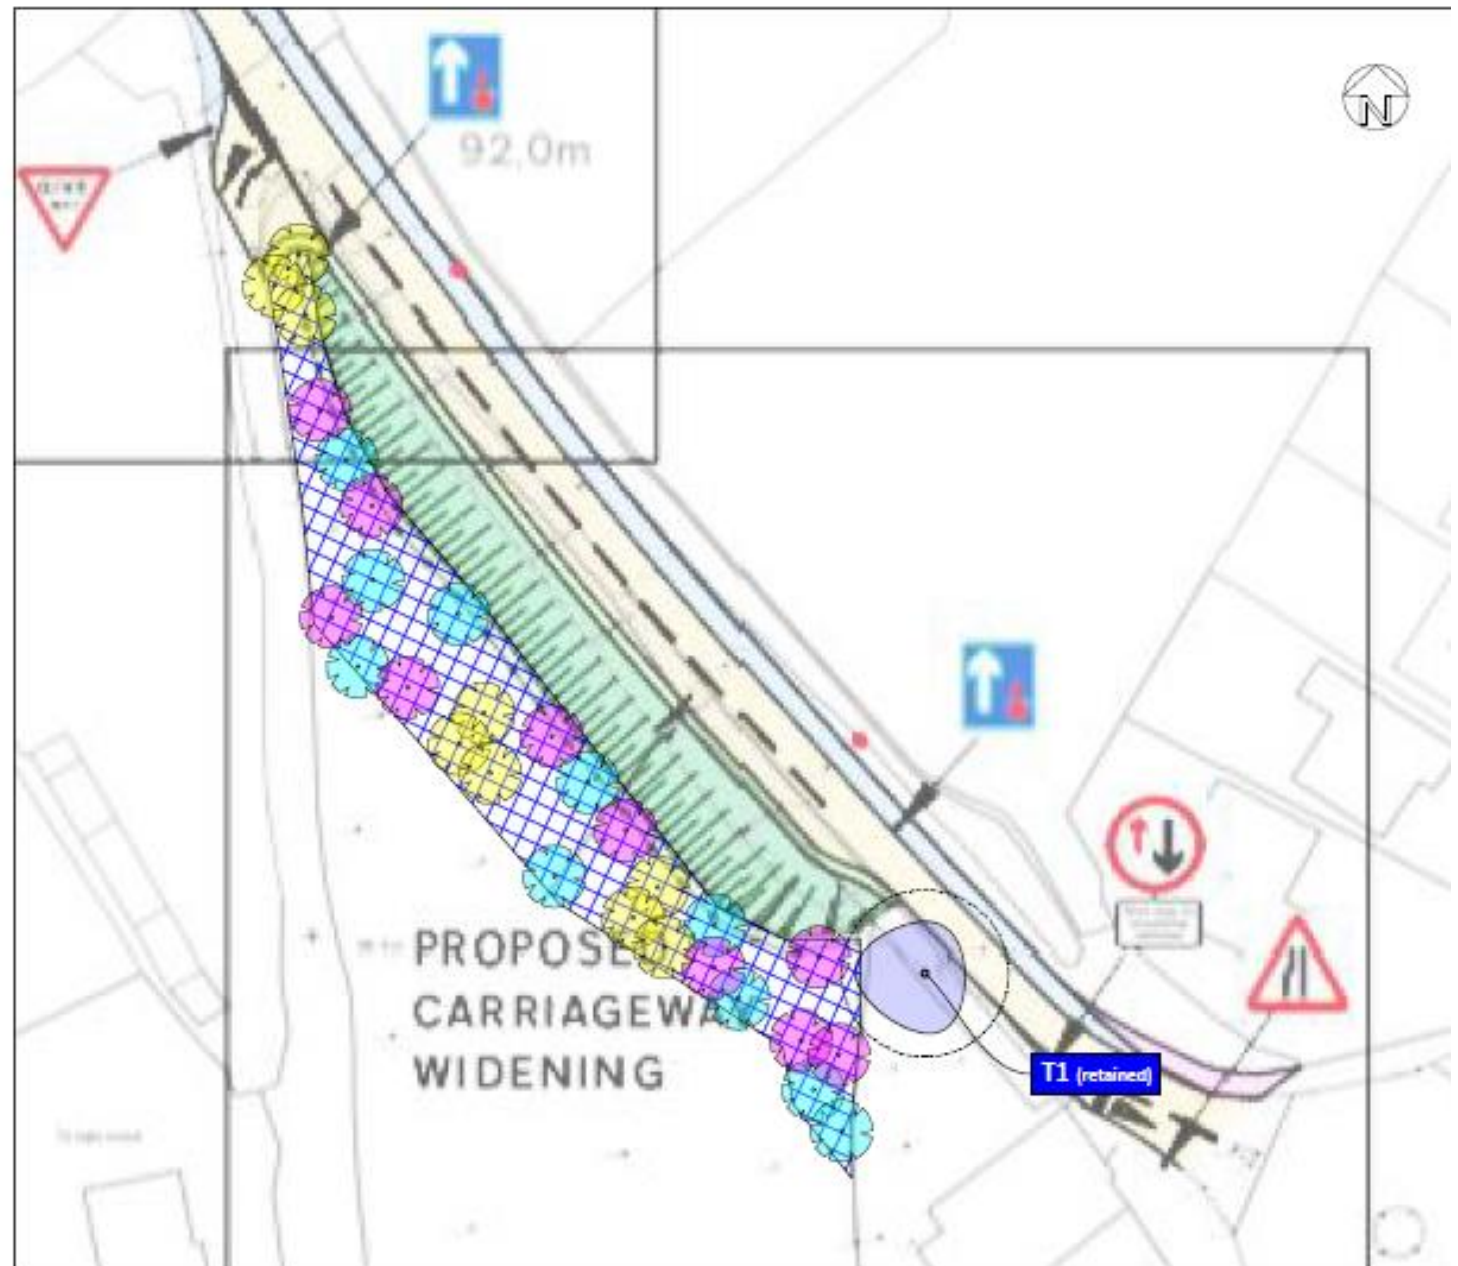 N
92.0m
PROPOSE
CARRIAGEWA
WIDENING
T1 (retained)